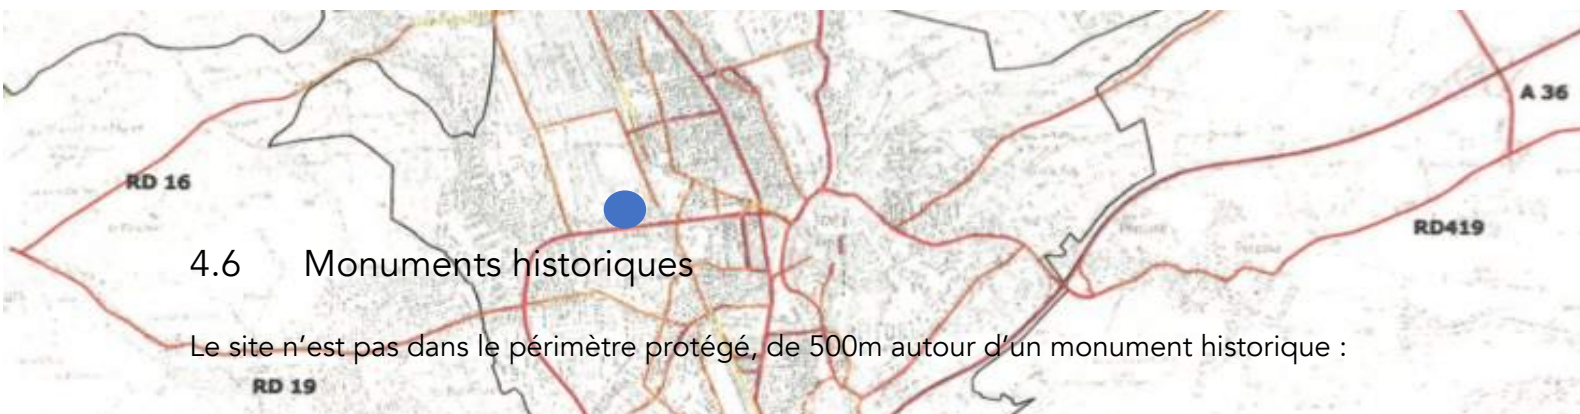 A 36
RD 16
RD419
4.6 Monuments historiques
Le site n’est pas dans le périmètre protégé, de 500m autour d’un monument historique :
RD 19